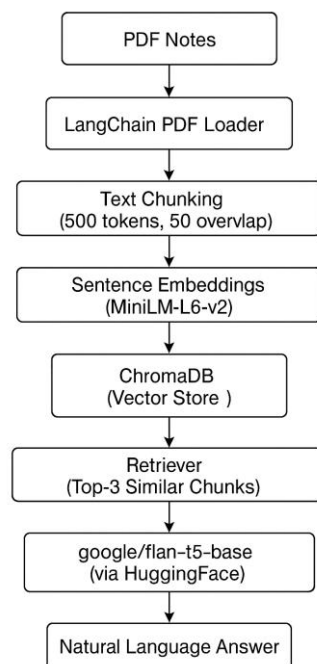 PDF Notes
LangChain PDF Loader
Text Chunking
(500 tokens, 50 overvlap)
Sentence Embeddings
(MiniLM-L6-v2)
ChromaDB
(Vector Store )
Retriever
(Top-3 Similar Chunks)
google/flan-t5-base
(via HuggingFace)
Natural Language Answer